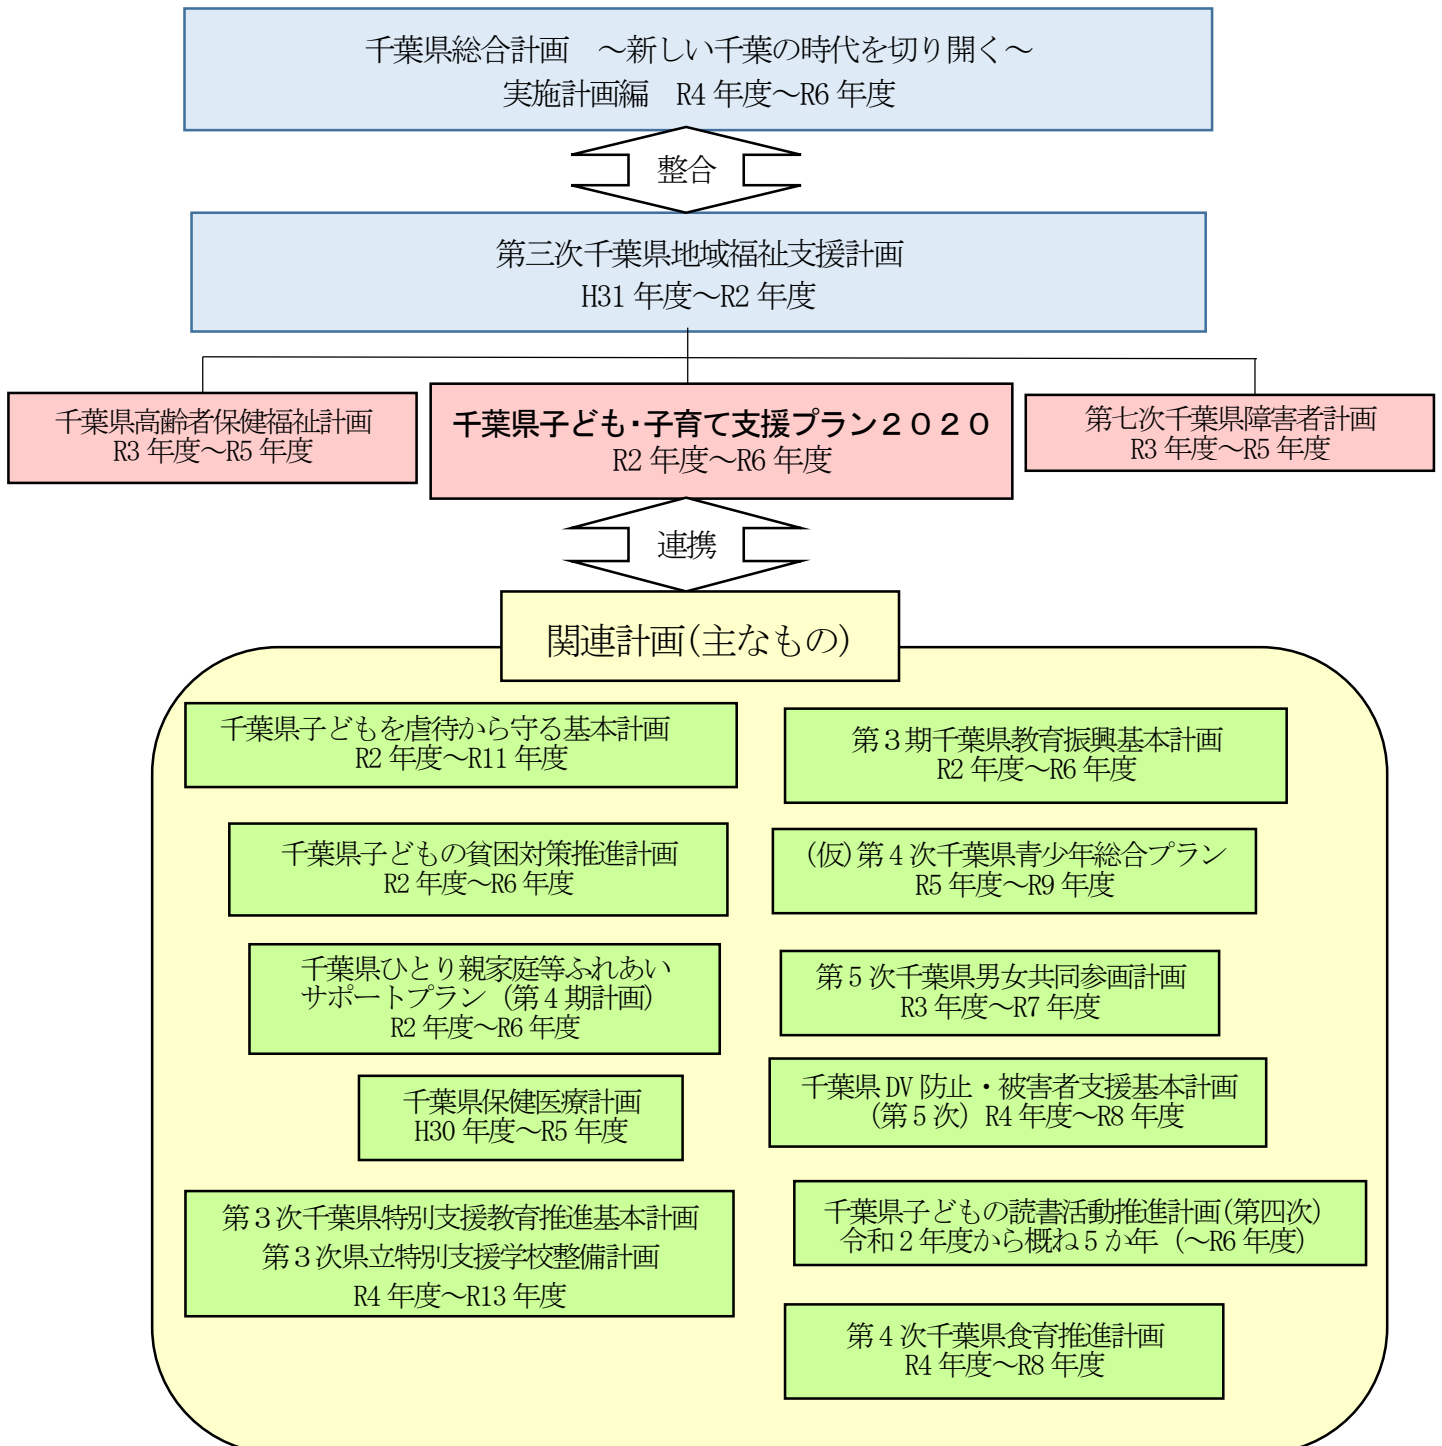 千葉県総合計画　～新しい千葉の時代を切り開く～
実施計画編　R4 年度～R6 年度
整合
第三次千葉県地域福祉支援計画
H31 年度～R2 年度
千葉県高齢者保健福祉計画
R3 年度～R5 年度
千葉県子ども・子育て支援プラン２０２０
R2 年度～R6 年度
第七次千葉県障害者計画
R3 年度～R5 年度
連携
関連計画(主なもの)
千葉県子どもを虐待から守る基本計画
R2 年度～R11 年度
第３期千葉県教育振興基本計画
R2 年度～R6 年度
千葉県子どもの貧困対策推進計画
R2 年度～R6 年度
(仮)第４次千葉県青少年総合プラン
R5 年度～R9 年度
千葉県ひとり親家庭等ふれあい
サポートプラン（第４期計画）
R2 年度～R6 年度
第５次千葉県男女共同参画計画
R3 年度～R7 年度
千葉県保健医療計画
H30 年度～R5 年度
千葉県 DV 防止・被害者支援基本計画
（第５次）R4 年度～R8 年度
第３次千葉県特別支援教育推進基本計画
第３次県立特別支援学校整備計画
R4 年度～R13 年度
千葉県子どもの読書活動推進計画(第四次)
令和２年度から概ね５か年（～R6 年度）
第４次千葉県食育推進計画
R4 年度～R8 年度